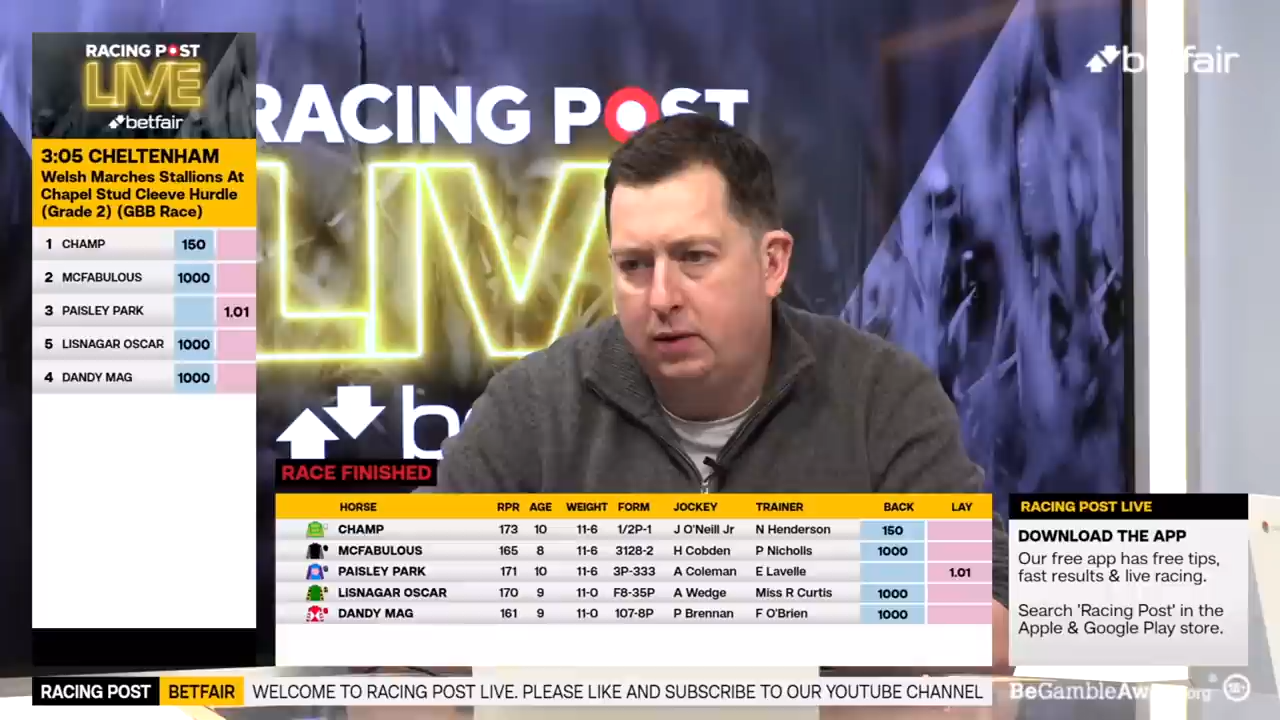 RACING POST
LIVE
betfair
3:05 CHELTENHAM
Welsh Marches Stallions At
Chapel Stud Cleeve Hurdle
(Grade 2) (GBB Race)
1 CHAMP 150
2 MCFABULOUS 1000
3 PAISLEY PARK 1.01
5 LISNAGAR OSCAR 1000
4 DANDY MAG 1000
RACING POST
LIV
be
betfair
RACE FINISHED
HORSE RPR AGE WEIGHT FORM JOCKEY TRAINER BACK LAY
CHAMP 173 10 11-6 1/2P-1 J O'Neill Jr N Henderson 150
MCFABULOUS 165 8 11-6 3128-2 H Cobden P Nicholls 1000
PAISLEY PARK 171 10 11-6 3P-333 A Coleman E Lavelle 1.01
LISNAGAR OSCAR 170 9 11-0 F8-35P A Wedge Miss R Curtis 1000
DANDY MAG 161 9 11-0 107-8P P Brennan F O'Brien 1000
RACING POST LIVE
DOWNLOAD THE APP
Our free app has free tips,
fast results & live racing.
Search 'Racing Post' in the
Apple & Google Play store.
RACING POST BETFAIR WELCOME TO RACING POST LIVE. PLEASE LIKE AND SUBSCRIBE TO OUR YOUTUBE CHANNEL
BeGambleAware.org 18+